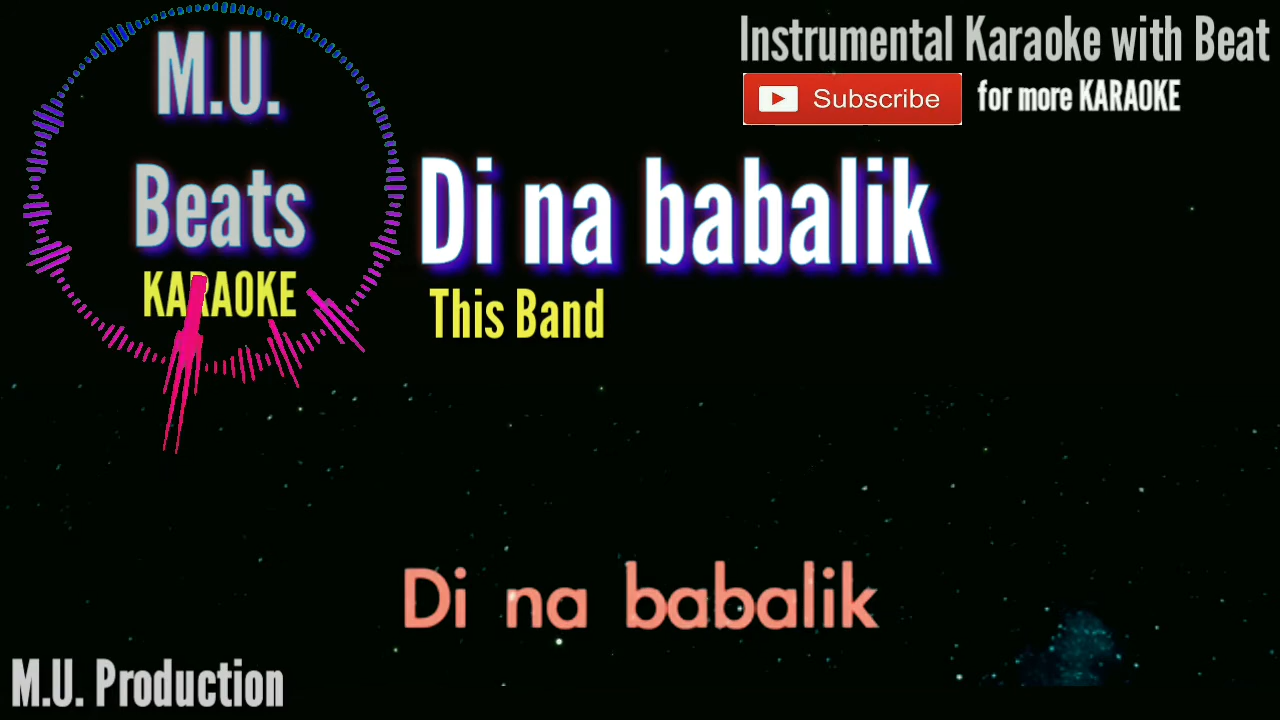 M.U.
Beats
KARAOKE
Instrumental Karaoke with Beat
Subscribe
for more KARAOKE
Di na babalik
This Band
Di na babalik
M.U. Production